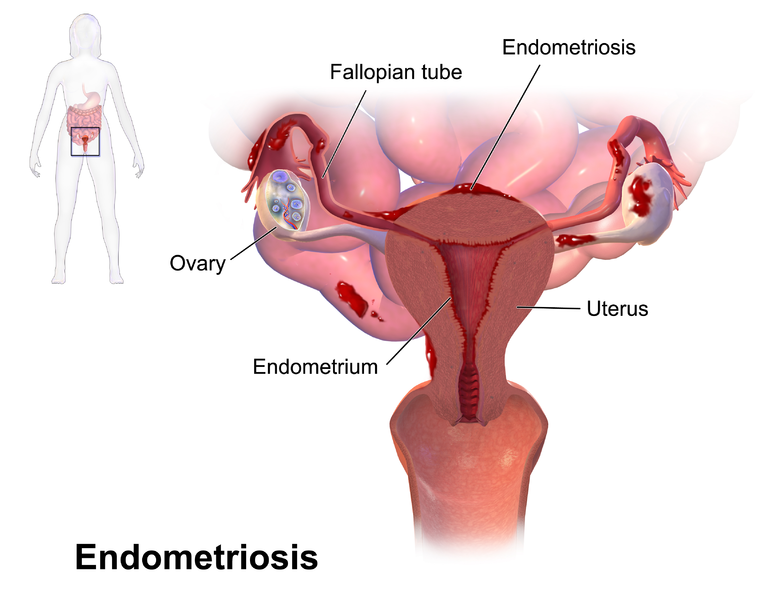 Endometriosis
Fallopian tube
Ovary
Uterus
Endometrium
Endometriosis